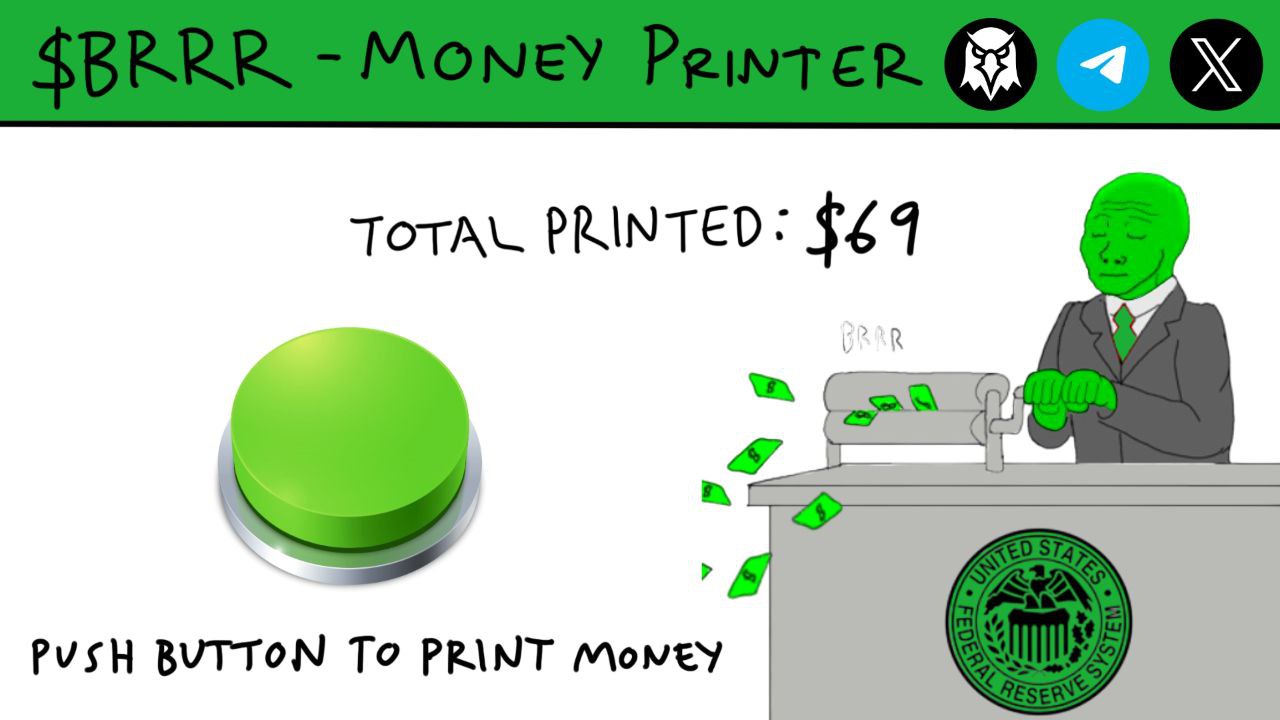 $BRRR - MONEY PRINTER
TOTAL PRINTED: $69
BRRR
PUSH BUTTON TO PRINT MONEY
UNITED STATES
FEDERAL RESERVE SYSTEM